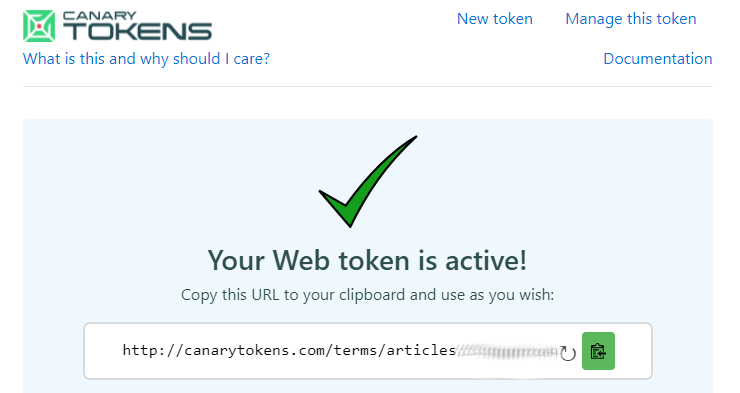 CANARY
TOKENS
New token
Manage this token
What is this and why should I care?
Documentation
Your Web token is active!
Copy this URL to your clipboard and use as you wish:
http://canarytokens.com/terms/articles